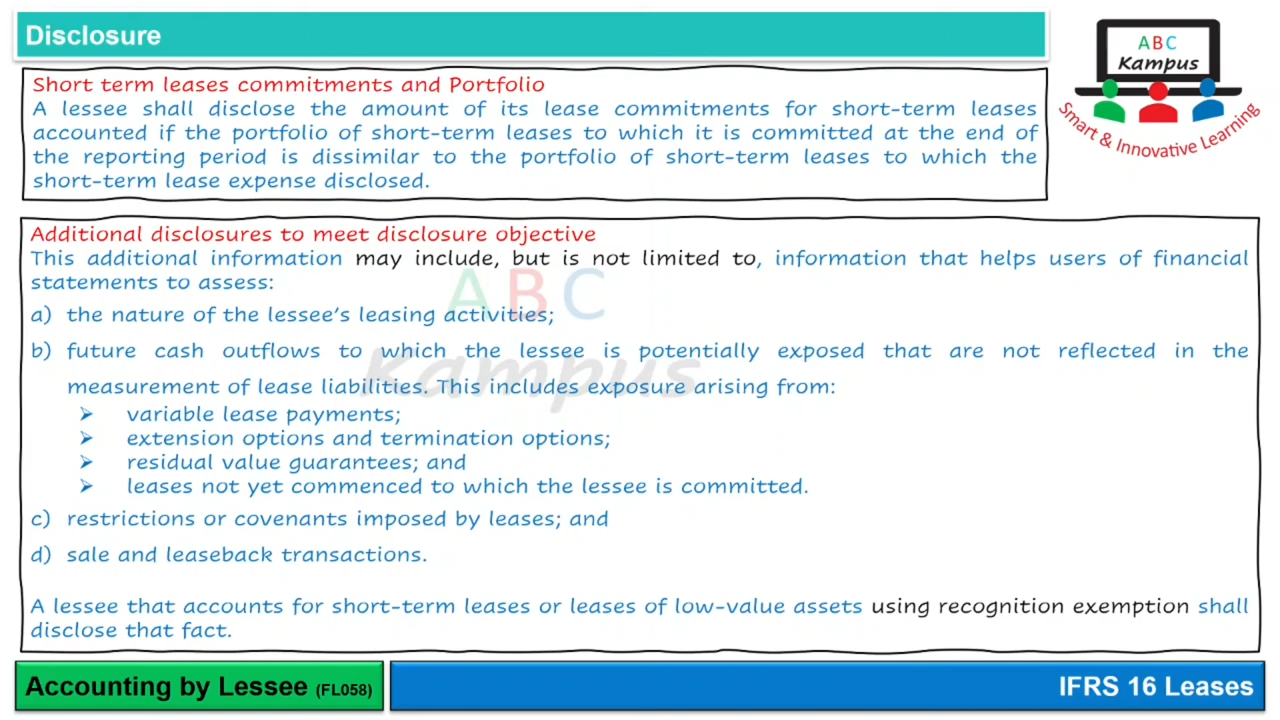 Disclosure
A B C
Kampus
Smart & Innovative Learning
Short term leases commitments and Portfolio
A lessee shall disclose the amount of its lease commitments for short-term leases
accounted if the portfolio of short-term leases to which it is committed at the end of
the reporting period is dissimilar to the portfolio of short-term leases to which the
short-term lease expense disclosed.
Additional disclosures to meet disclosure objective
This additional information may include, but is not limited to, information that helps users of financial
statements to assess:
A B C
Kampus
a) the nature of the lessee's leasing activities;
b) future cash outflows to which the lessee is potentially exposed that are not reflected in the
measurement of lease liabilities. This includes exposure arising from:
➢ variable lease payments;
➢ extension options and termination options;
➢ residual value guarantees; and
➢ leases not yet commenced to which the lessee is committed.
c) restrictions or covenants imposed by leases; and
d) sale and leaseback transactions.
A lessee that accounts for short-term leases or leases of low-value assets using recognition exemption shall
disclose that fact.
Accounting by Lessee (FL058)
IFRS 16 Leases